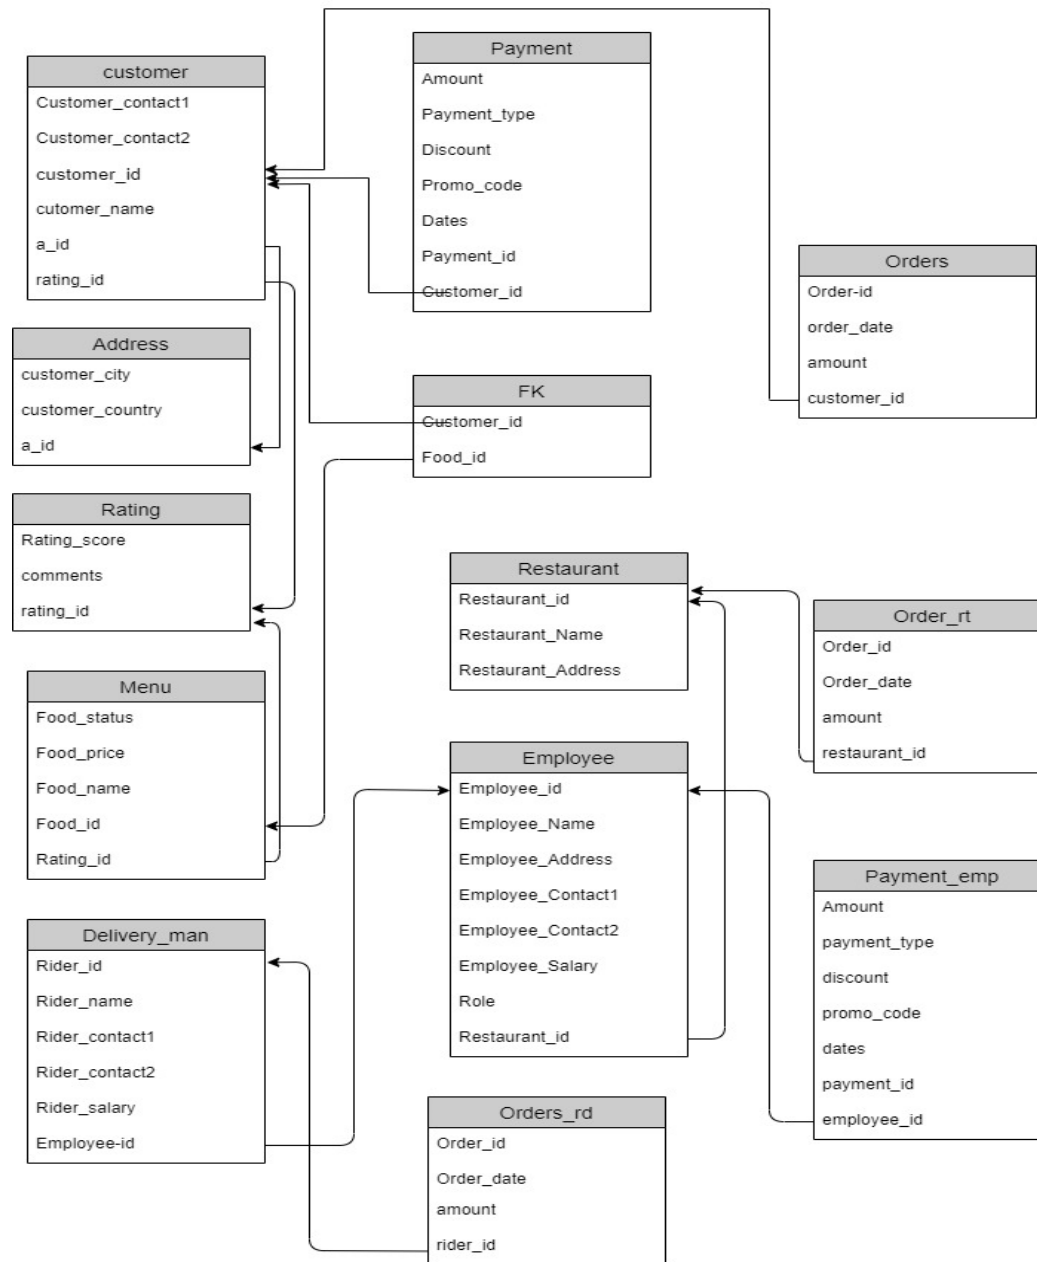 customer
Customer_contact1
Customer_contact2
customer_id
cutomer_name
a_id
rating_id
Payment
Amount
Payment_type
Discount
Promo_code
Dates
Payment_id
Customer_id
Orders
Order-id
order_date
amount
customer_id
Address
customer_city
customer_country
a_id
FK
Customer_id
Food_id
Rating
Rating_score
comments
rating_id
Restaurant
Restaurant_id
Restaurant_Name
Restaurant_Address
Order_rt
Order_id
Order_date
amount
restaurant_id
Menu
Food_status
Food_price
Food_name
Food_id
Rating_id
Employee
Employee_id
Employee_Name
Employee_Address
Employee_Contact1
Employee_Contact2
Employee_Salary
Role
Restaurant_id
Payment_emp
Amount
payment_type
discount
promo_code
dates
payment_id
employee_id
Delivery_man
Rider_id
Rider_name
Rider_contact1
Rider_contact2
Rider_salary
Employee-id
Orders_rd
Order_id
Order_date
amount
rider_id